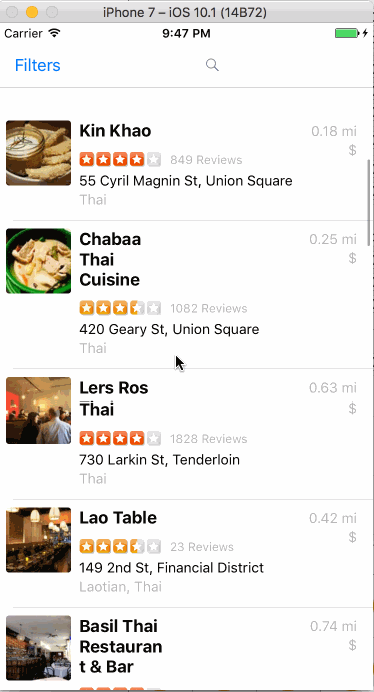 iPhone 7 – iOS 10.1 (14B72)
Carrier 9:47 PM
Filters
Kin Khao 0.18 mi
$
849 Reviews
55 Cyril Magnin St, Union Square
Thai
Chabaa 0.25 mi
Thai $
Cuisine
1082 Reviews
420 Geary St, Union Square
Thai
Lers Ros 0.63 mi
Thai $
1828 Reviews
730 Larkin St, Tenderloin
Thai
Lao Table 0.42 mi
$
23 Reviews
149 2nd St, Financial District
Laotian, Thai
Basil Thai 0.74 mi
Restauran $
t & Bar